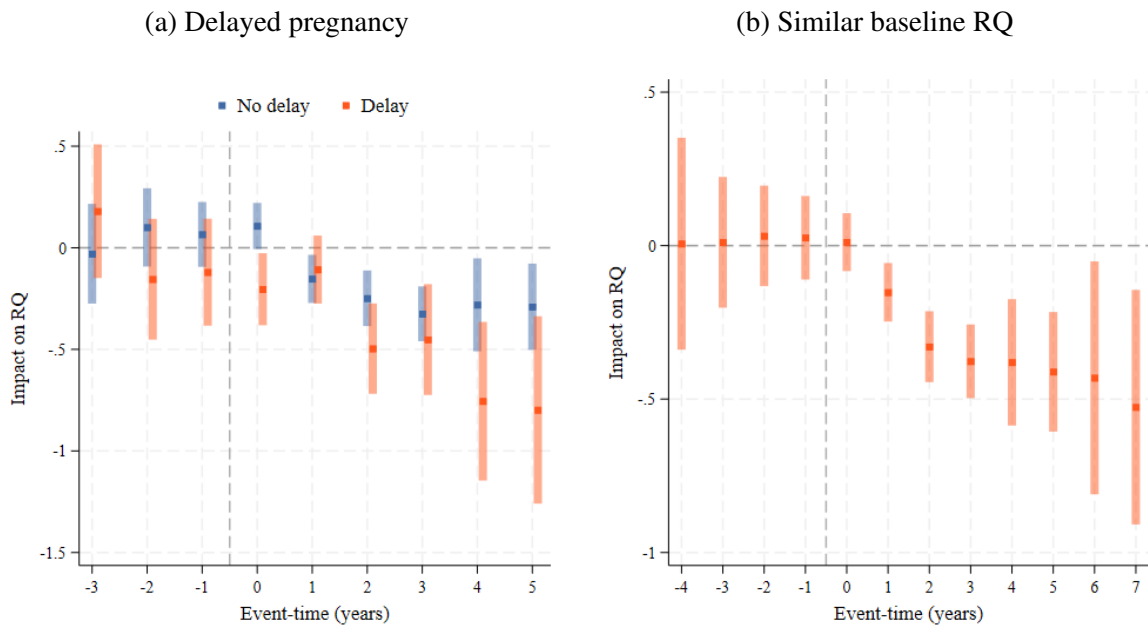 (a) Delayed pregnancy
No delay Delay
.5
0
-.5
-1
-1.5
Impact on RQ
-3 -2 -1 0 1 2 3 4 5
Event-time (years)
(b) Similar baseline RQ
.5
0
-.5
-1
Impact on RQ
-4 -3 -2 -1 0 1 2 3 4 5 6 7
Event-time (years)